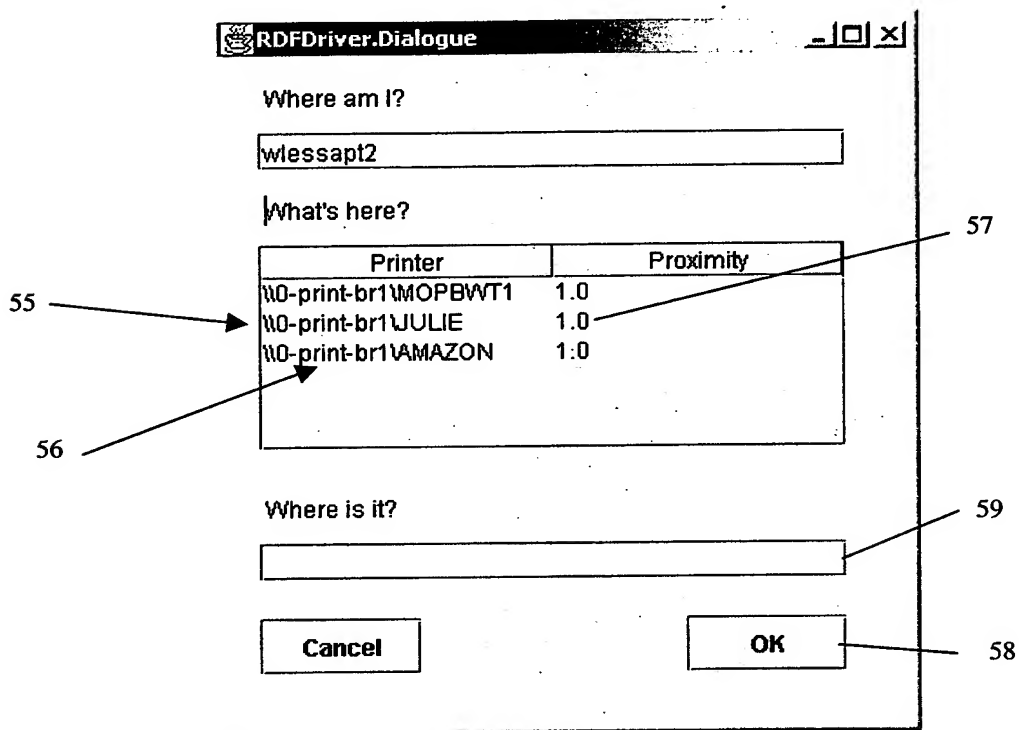 RDFDriver.Dialogue
Where am I?
wlessapt2
What's here?
57
Printer Proximity
55
\\0-print-br1\MOPBWT1 1.0
\\0-print-br1\JULIE 1.0
\\0-print-br1\AMAZON 1:0
56
Where is it?
59
Cancel OK
58